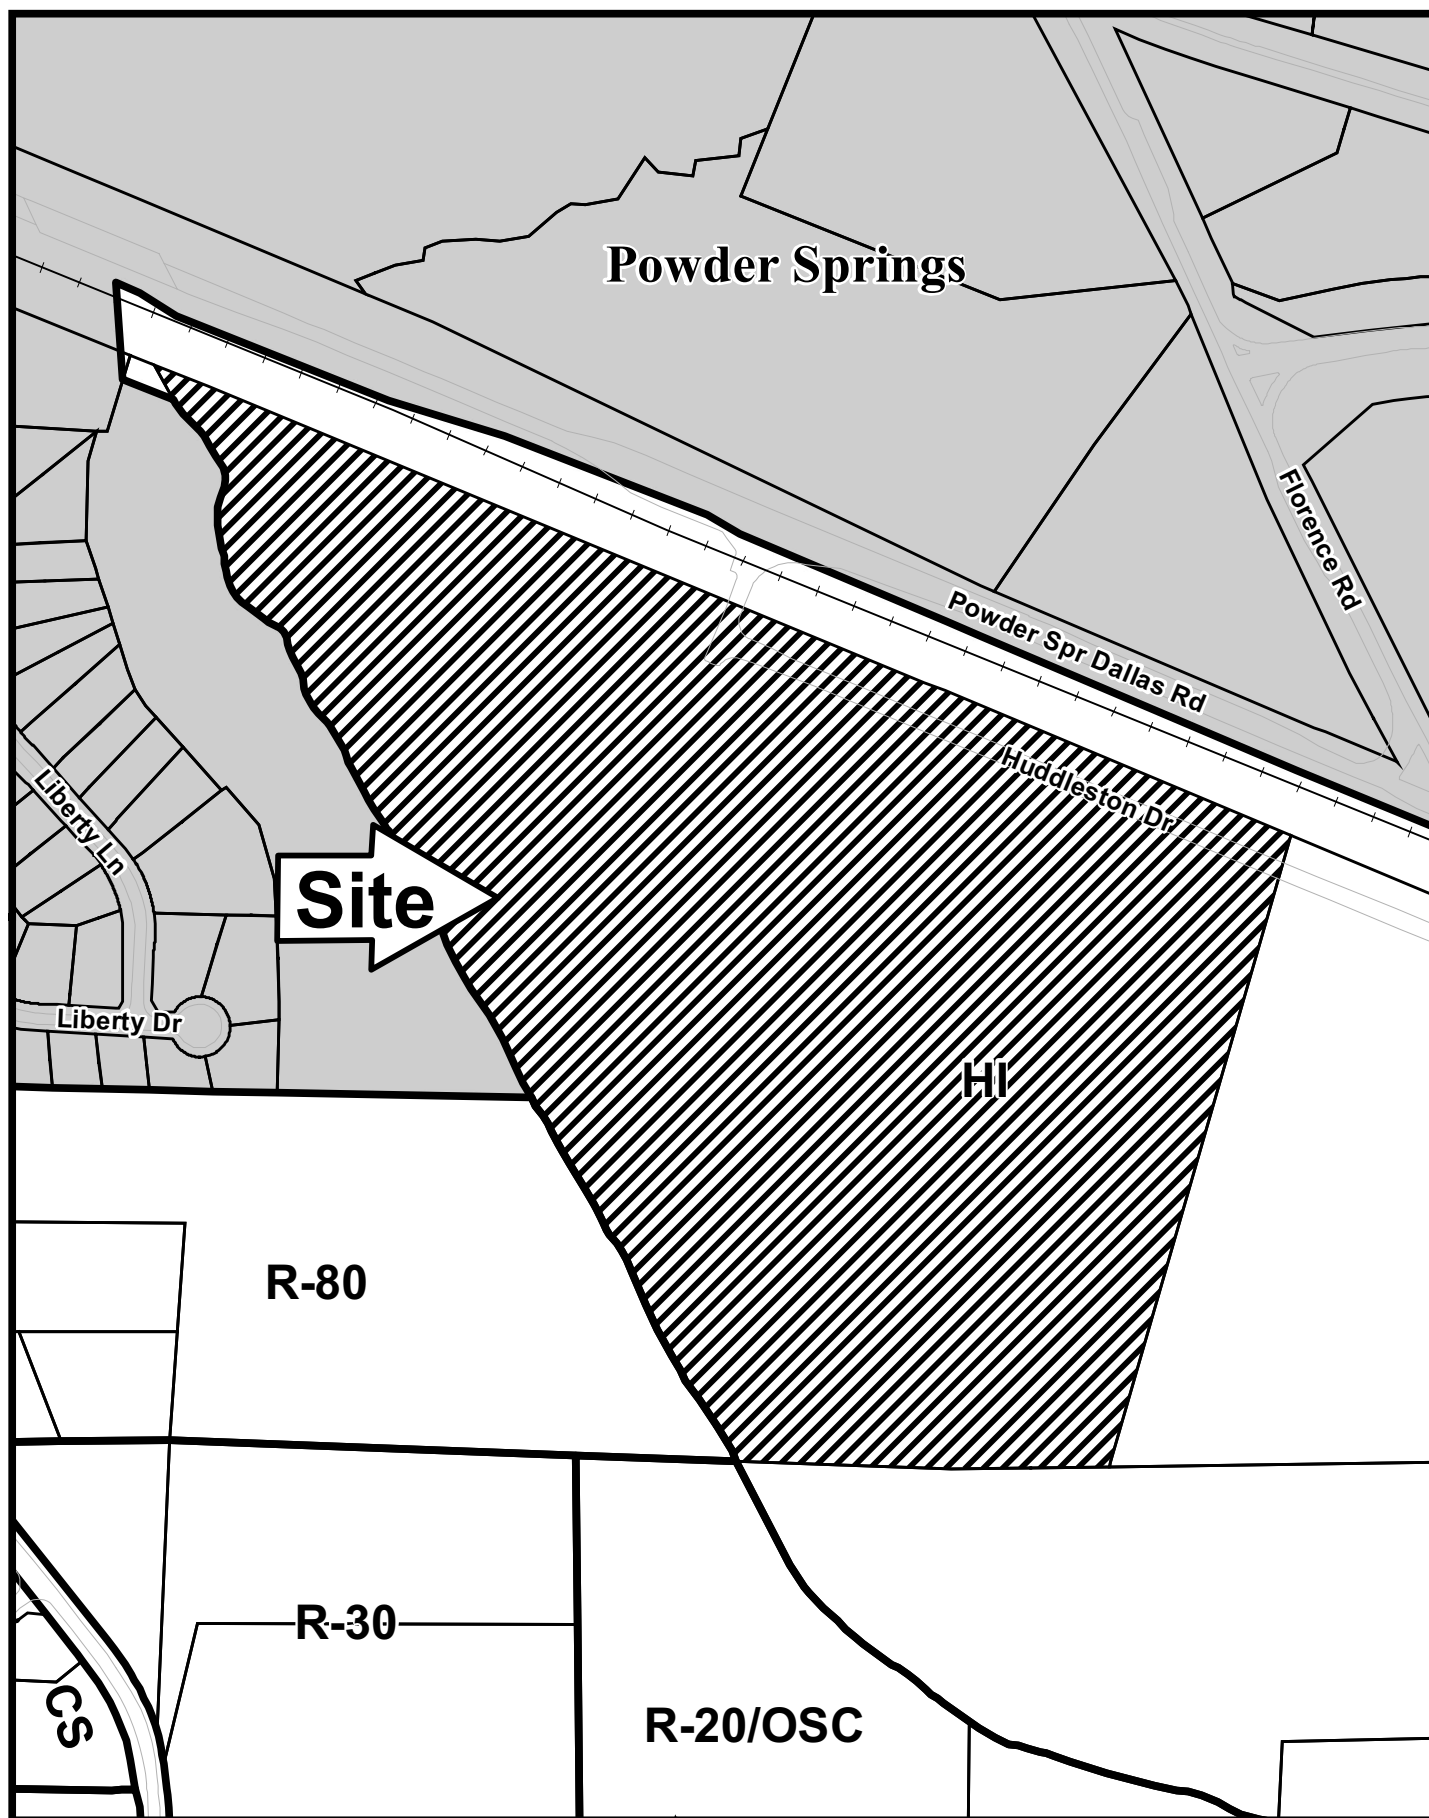 Powder Springs
Florence Rd
Powder Spr Dallas Rd
Huddleston Dr
Liberty Ln
Site
Liberty Dr
HI
R-80
R-30
CS
R-20/OSC